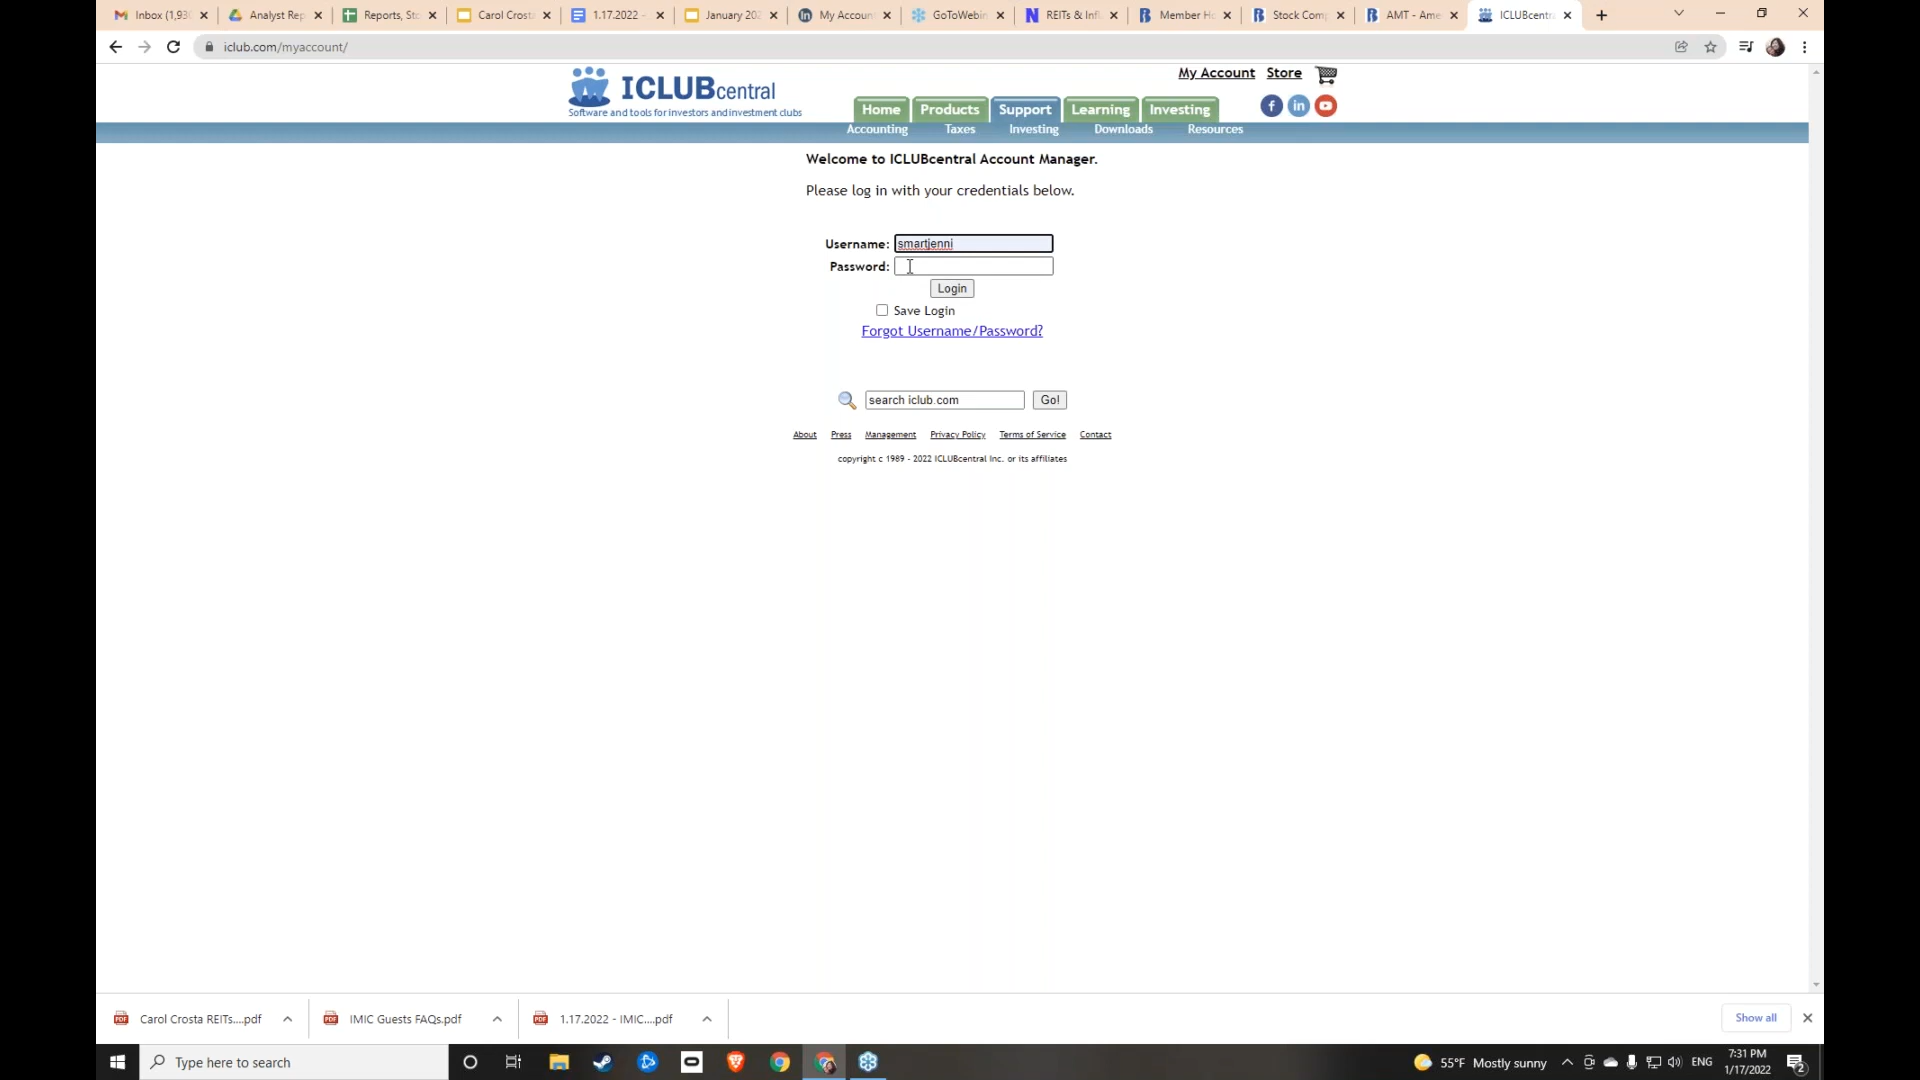 Inbox (1,93
Analyst Rep
Reports, Sto
Carol Crosta
1.17.2022 -
January 202
My Accoun
GoToWebin
REITs & Infl
Member Ho
Stock Comp
AMT - Ame
ICLUBcentra
iclub.com/myaccount/
ICLUBcentral
Software and tools for investors and investment clubs
My Account
Store
Home
Products
Support
Learning
Investing
Accounting
Taxes
Investing
Downloads
Resources
Welcome to ICLUBcentral Account Manager.
Please log in with your credentials below.
Username: smartjenni
Password:
Login
Save Login
Forgot Username/Password?
search iclub.com
Go!
About Press Management Privacy Policy Terms of Service Contact
copyright c 1989 - 2022 ICLUBcentral Inc. or its affiliates
Carol Crosta REITs....pdf
IMIC Guests FAQs.pdf
1.17.2022 - IMIC....pdf
Show all
Type here to search
55°F Mostly sunny
ENG
7:31 PM
1/17/2022
2